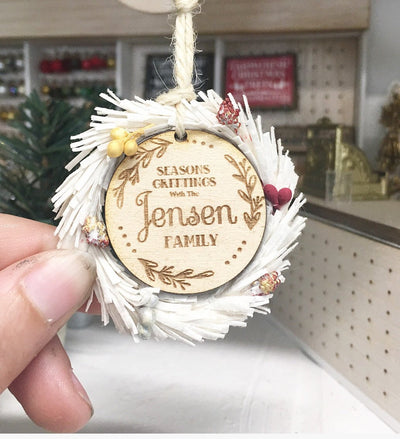 SEASONS
GREETINGS
With The
Jensen
FAMILY